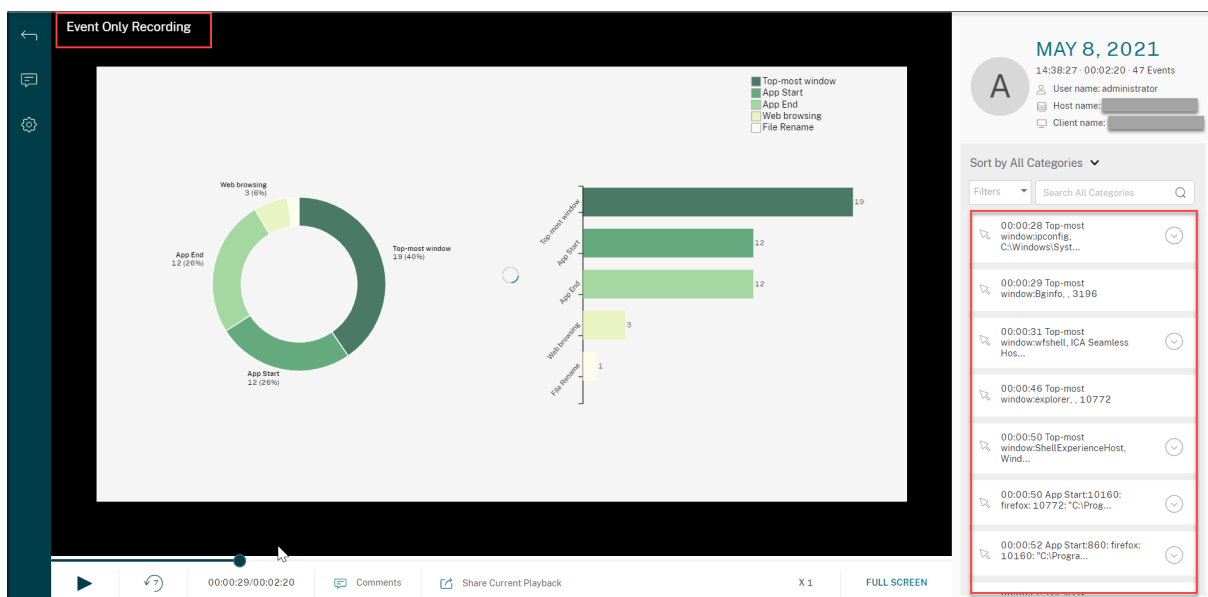 Event Only Recording
Top-most window
App Start
App End
Web browsing
File Rename
Web browsing
3 (6%)
App End
12 (26%)
Top-most window
19 (40%)
App Start
12 (26%)
Top-most window
19
App Start
12
App End
12
Web browsing
3
File Rename
1
7
00:00:29/00:02:20
Comments
Share Current Playback
X 1
FULL SCREEN
A
MAY 8, 2021
14:38:27 · 00:02:20 · 47 Events
User name: administrator
Host name:
Client name:
Sort by All Categories
Filters
Search All Categories
00:00:28 Top-most
window:ipconfig,
C:\Windows\Syst...
00:00:29 Top-most
window:Bginfo, , 3196
00:00:31 Top-most
window:wfshell, ICA Seamless
Hos...
00:00:46 Top-most
window:explorer, , 10772
00:00:50 Top-most
window:ShellExperienceHost,
Wind...
00:00:50 App Start:10160:
firefox: 10772: "C:\Prog...
00:00:52 App Start:860: firefox:
10160: "C:\Progra...